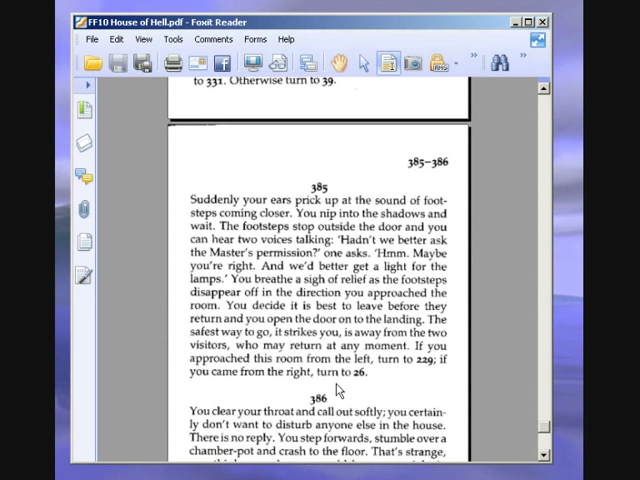 FF10 House of Hell.pdf - Foxit Reader
File Edit View Tools Comments Forms Help
to 331. Otherwise turn to 39.
385–386
385
Suddenly your ears prick up at the sound of foot-
steps coming closer. You nip into the shadows and
wait. The footsteps stop outside the door and you
can hear two voices talking: 'Hadn't we better ask
the Master's permission?' one asks. 'Hmm. Maybe
you're right. And we'd better get a light for the
lamps.' You breathe a sigh of relief as the footsteps
disappear off in the direction you approached the
room. You decide it is best to leave before they
return and you open the door on to the landing. The
safest way to go, it strikes you, is away from the two
visitors, who may return at any moment. If you
approached this room from the left, turn to 229; if
you came from the right, turn to 26.
386
You clear your throat and call out softly; you certain-
ly don't want to disturb anyone else in the house.
There is no reply. You step forwards, stumble over a
chamber-pot and crash to the floor. That's strange,